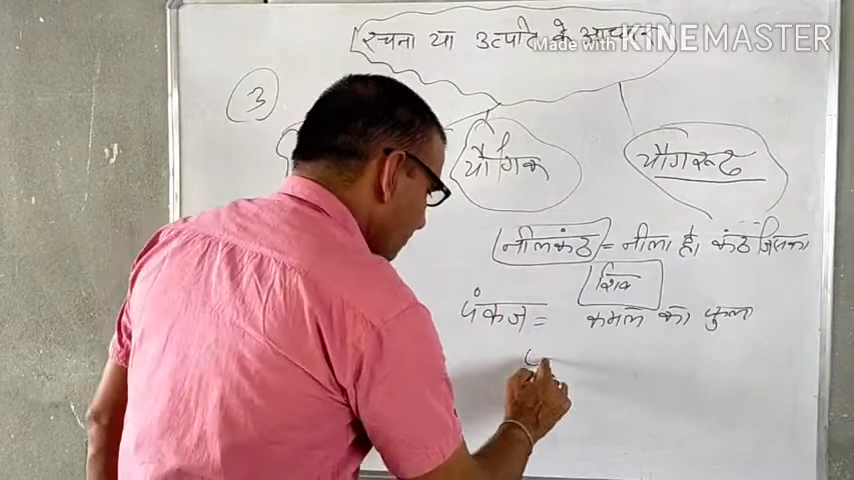 रचना या उत्पति के आधार
Made with KINEMASTER
3
यौगिक
योगरूढ
नीलकंठ = नीला है। कंठ जिसका
शिव
पंकज = कमल का फुल